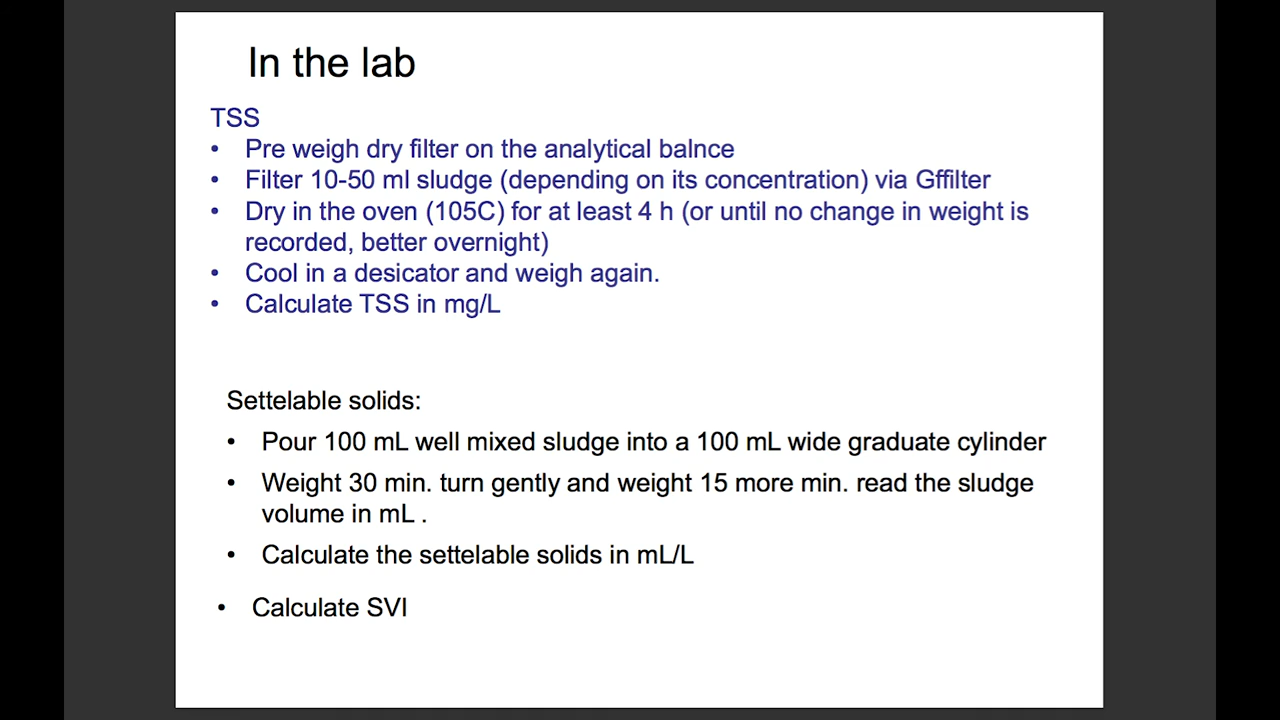 In the lab
TSS
• Pre weigh dry filter on the analytical balnce
• Filter 10-50 ml sludge (depending on its concentration) via Gffilter
• Dry in the oven (105C) for at least 4 h (or until no change in weight is
recorded, better overnight)
• Cool in a desicator and weigh again.
• Calculate TSS in mg/L
Settelable solids:
• Pour 100 mL well mixed sludge into a 100 mL wide graduate cylinder
• Weight 30 min. turn gently and weight 15 more min. read the sludge
volume in mL .
• Calculate the settelable solids in mL/L
• Calculate SVI